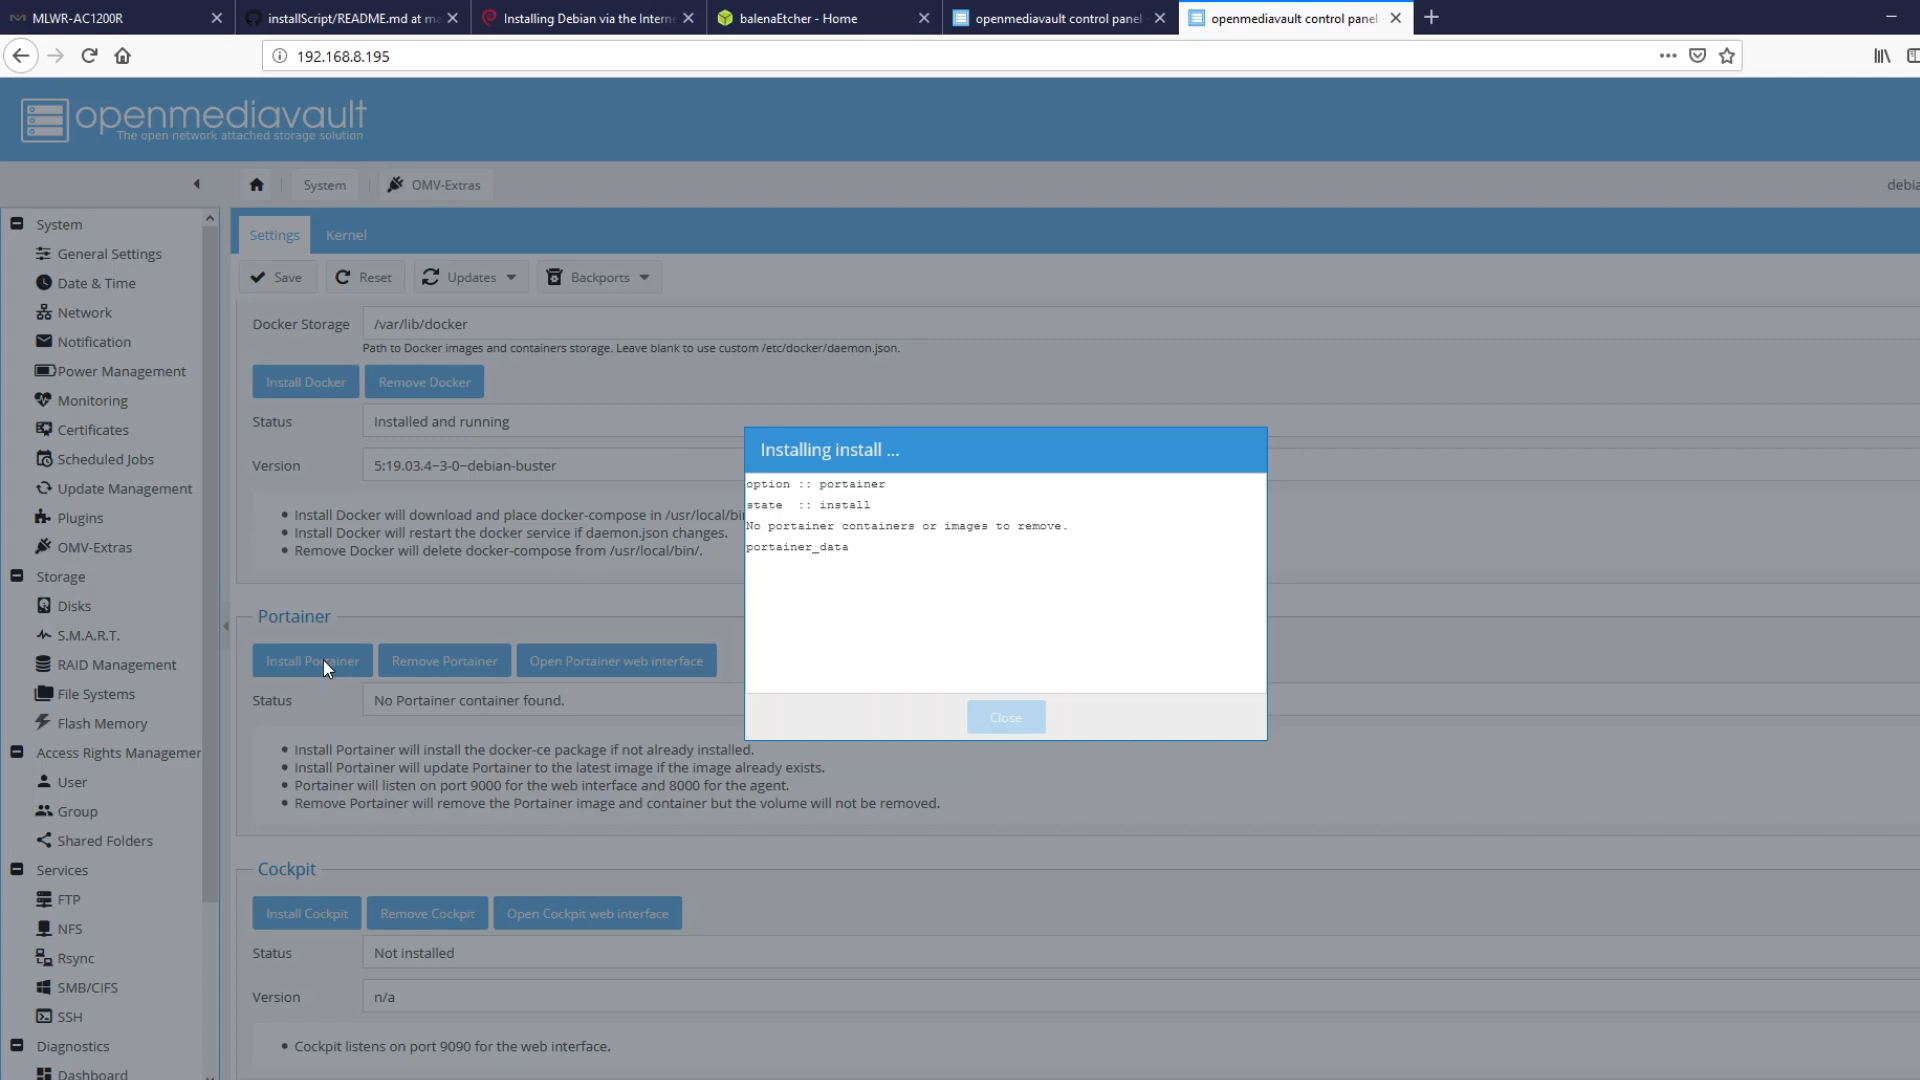 MLWR-AC1200R
installScript/README.md at ma
Installing Debian via the Intern
balenaEtcher - Home
openmediavault control panel
openmediavault control panel
192.168.8.195
openmediavault
The open network attached storage solution
System
OMV-Extras
debia
System
General Settings
Date & Time
Network
Notification
Power Management
Monitoring
Certificates
Scheduled Jobs
Update Management
Plugins
OMV-Extras
Storage
Disks
S.M.A.R.T.
RAID Management
File Systems
Flash Memory
Access Rights Managemer
User
Group
Shared Folders
Services
FTP
NFS
Rsync
SMB/CIFS
SSH
Diagnostics
Dashboard
Settings
Kernel
Save
Reset
Updates
Backports
Docker Storage
/var/lib/docker
Path to Docker images and containers storage. Leave blank to use custom /etc/docker/daemon.json.
Install Docker
Remove Docker
Status
Installed and running
Version
5:19.03.4~3-0~debian-buster
Install Docker will download and place docker-compose in /usr/local/bi
Install Docker will restart the docker service if daemon.json changes.
Remove Docker will delete docker-compose from /usr/local/bin/.
Portainer
Install Portainer
Remove Portainer
Open Portainer web interface
Status
No Portainer container found.
Install Portainer will install the docker-ce package if not already installed.
Install Portainer will update Portainer to the latest image if the image already exists.
Portainer will listen on port 9000 for the web interface and 8000 for the agent.
Remove Portainer will remove the Portainer image and container but the volume will not be removed.
Cockpit
Install Cockpit
Remove Cockpit
Open Cockpit web interface
Status
Not installed
Version
n/a
Cockpit listens on port 9090 for the web interface.
Installing install ...
option :: portainer
state :: install
No portainer containers or images to remove.
portainer_data
Close